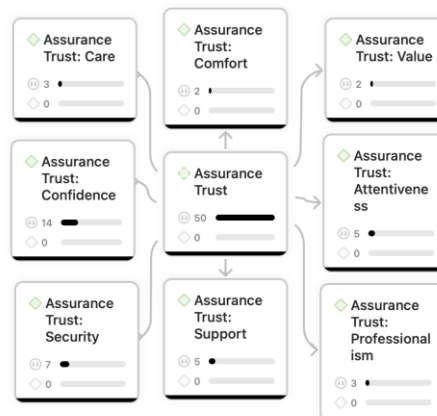 Assurance
Trust: Care
3
0
Assurance
Trust:
Comfort
2
0
Assurance
Trust: Value
2
0
Assurance
Trust:
Confidence
14
0
Assurance
Trust
50
0
Assurance
Trust:
Attentivene
ss
5
0
Assurance
Trust:
Security
7
0
Assurance
Trust:
Support
5
0
Assurance
Trust:
Professional
ism
3
0